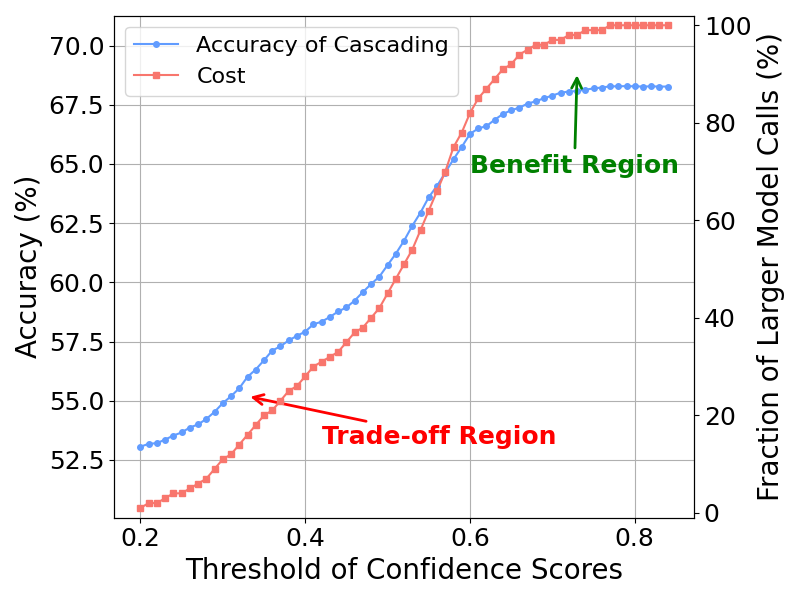 Accuracy of Cascading
Cost
70.0
67.5
65.0
62.5
60.0
57.5
55.0
52.5
Accuracy (%)
100
80
60
40
20
0
Fraction of Larger Model Calls (%)
Benefit Region
Trade-off Region
0.2 0.4 0.6 0.8
Threshold of Confidence Scores